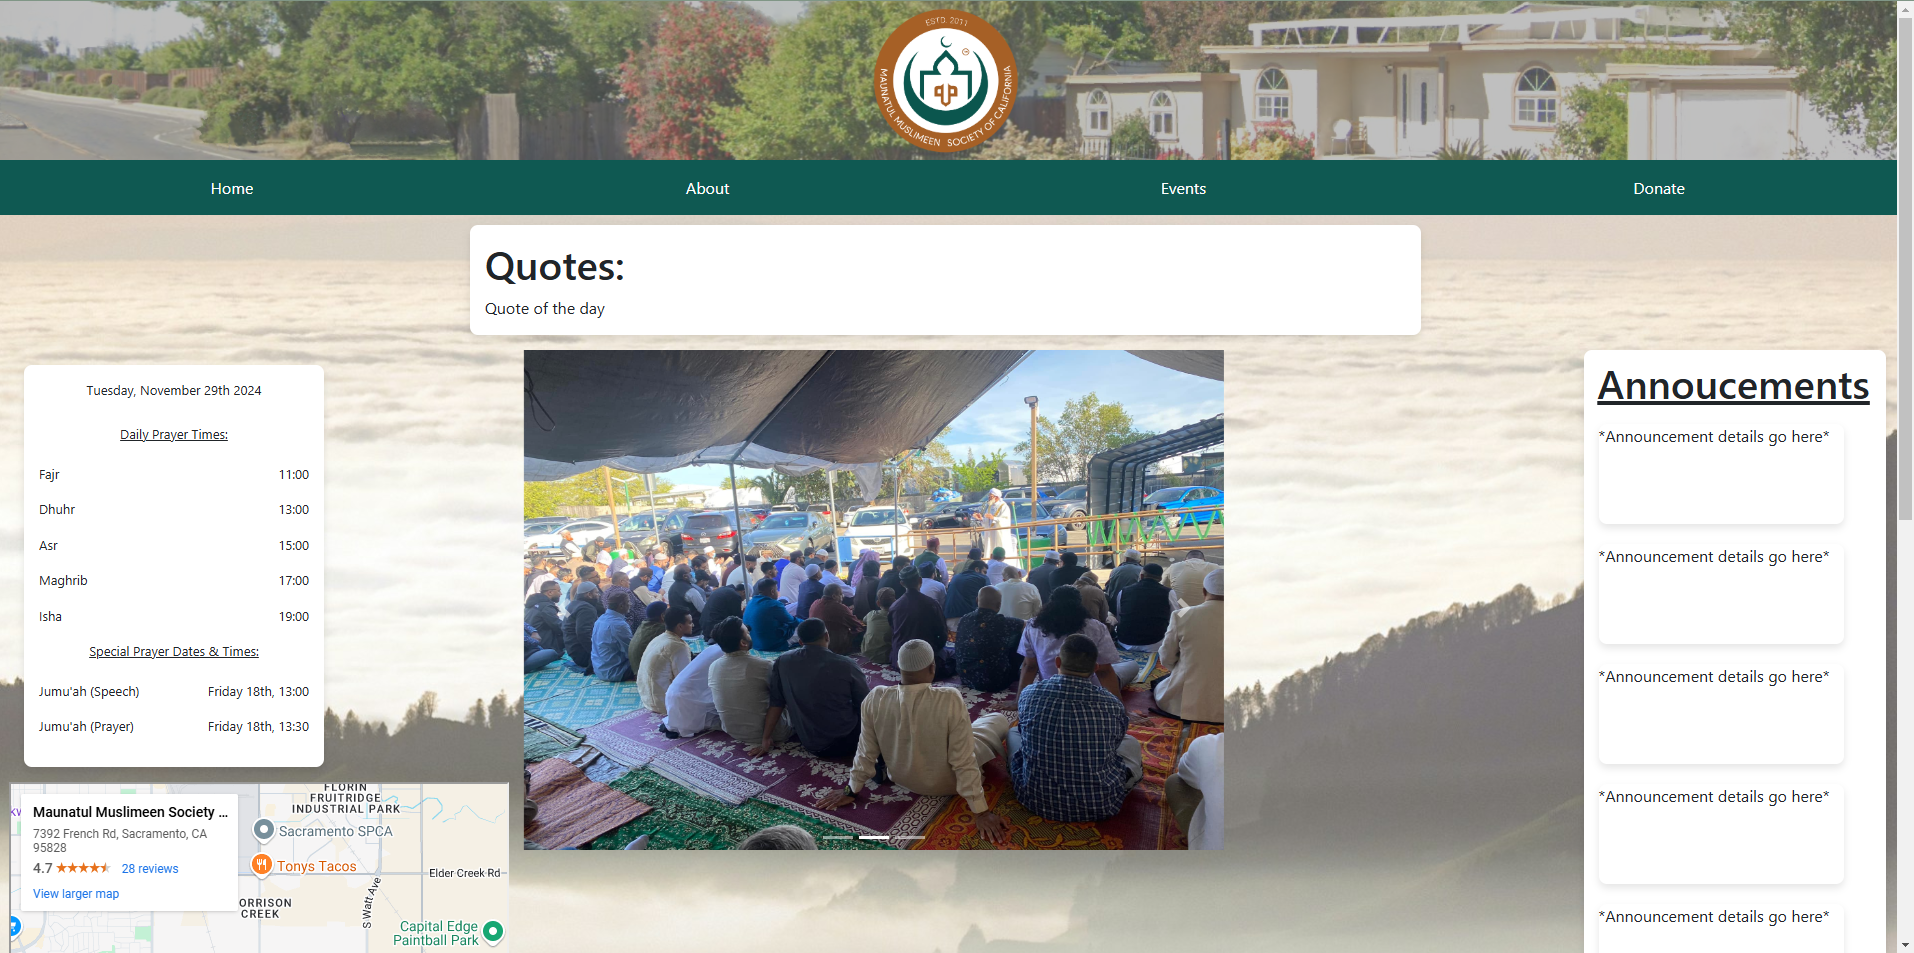 ESTD. 2011
MAUNATUL MUSLIMEEN SOCIETY OF CALIFORNIA
Home About Events Donate
Quotes:
Quote of the day
Tuesday, November 29th 2024
Daily Prayer Times:
Fajr 11:00
Dhuhr 13:00
Asr 15:00
Maghrib 17:00
Isha 19:00
Special Prayer Dates & Times:
Jumu'ah (Speech) Friday 18th, 13:00
Jumu'ah (Prayer) Friday 18th, 13:30
Annoucements
*Announcement details go here*
*Announcement details go here*
*Announcement details go here*
*Announcement details go here*
*Announcement details go here*
Maunatul Muslimeen Society ...
7392 French Rd, Sacramento, CA
95828
4.7 28 reviews
View larger map
FLORIN
FRUITRIDGE
INDUSTRIAL PARK
Sacramento SPCA
Tonys Tacos
Elder Creek Rd
S Watt Ave
ORRISON
CREEK
Capital Edge
Paintball Park